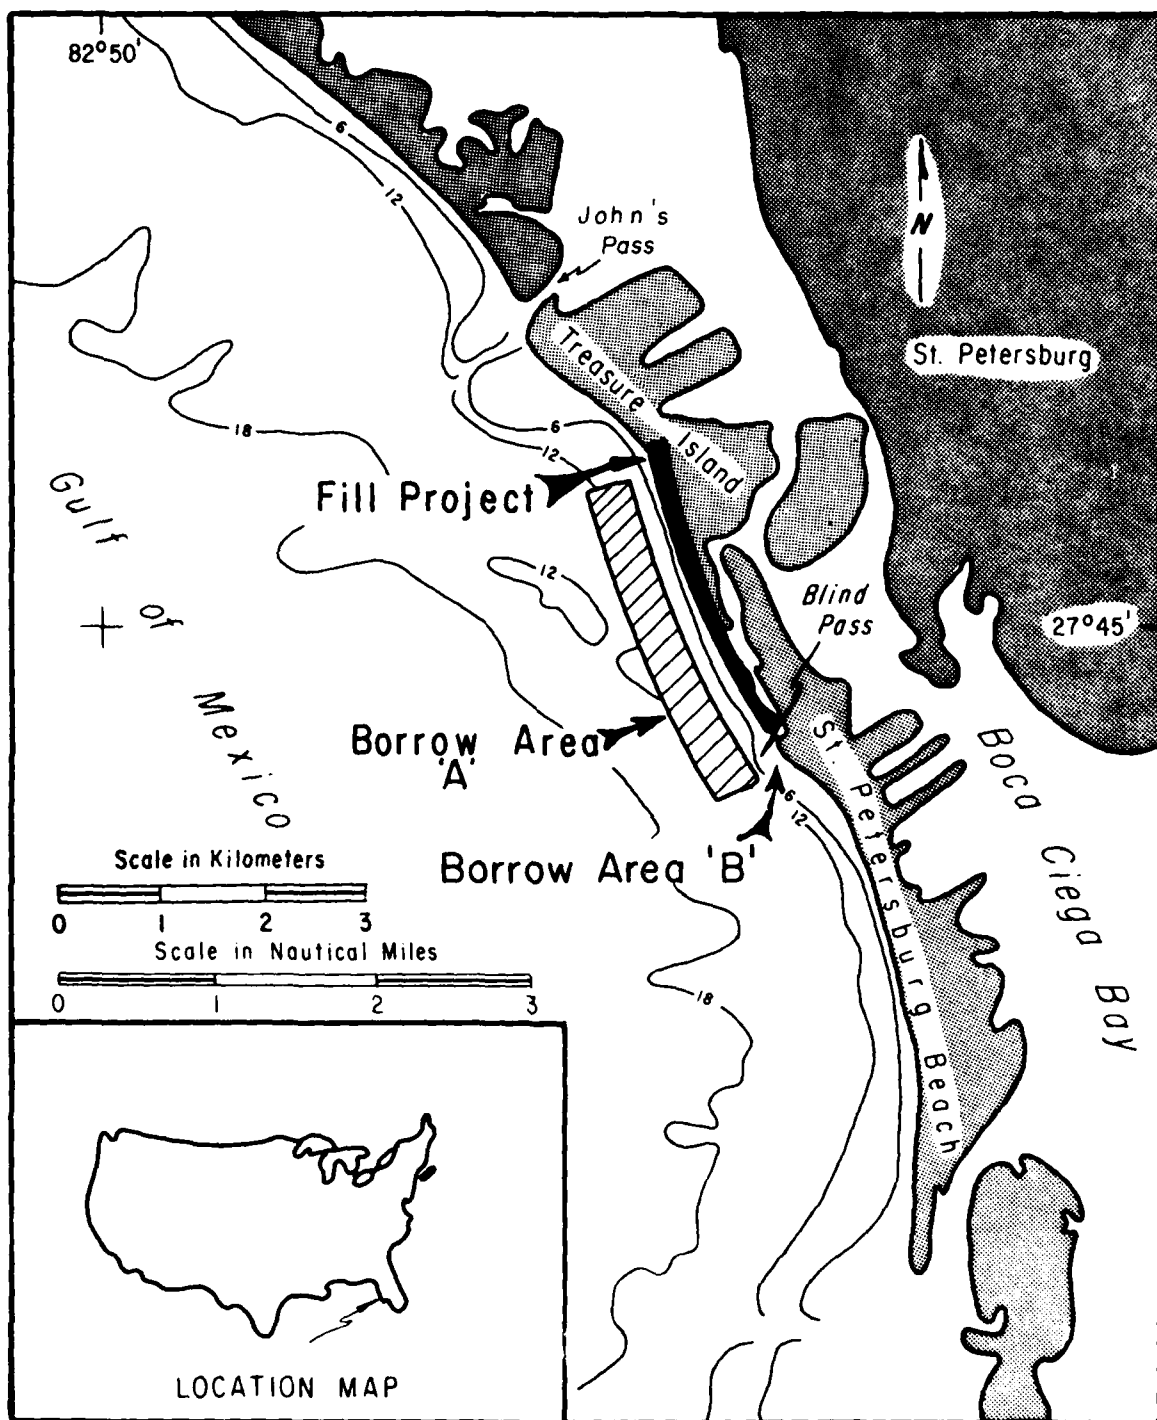 82°50'
6
12
John's
Pass
N
St. Petersburg
Treasure
Island
18
6
12
Fill Project
Gulf
of
Mexico
12
Blind
Pass
27°45'
Borrow Area
'A'
St. Petersburg Beach
Boca Ciega Bay
6
12
Borrow Area 'B'
Scale in Kilometers
0 1 2 3
Scale in Nautical Miles
0 1 2 3
18
LOCATION MAP